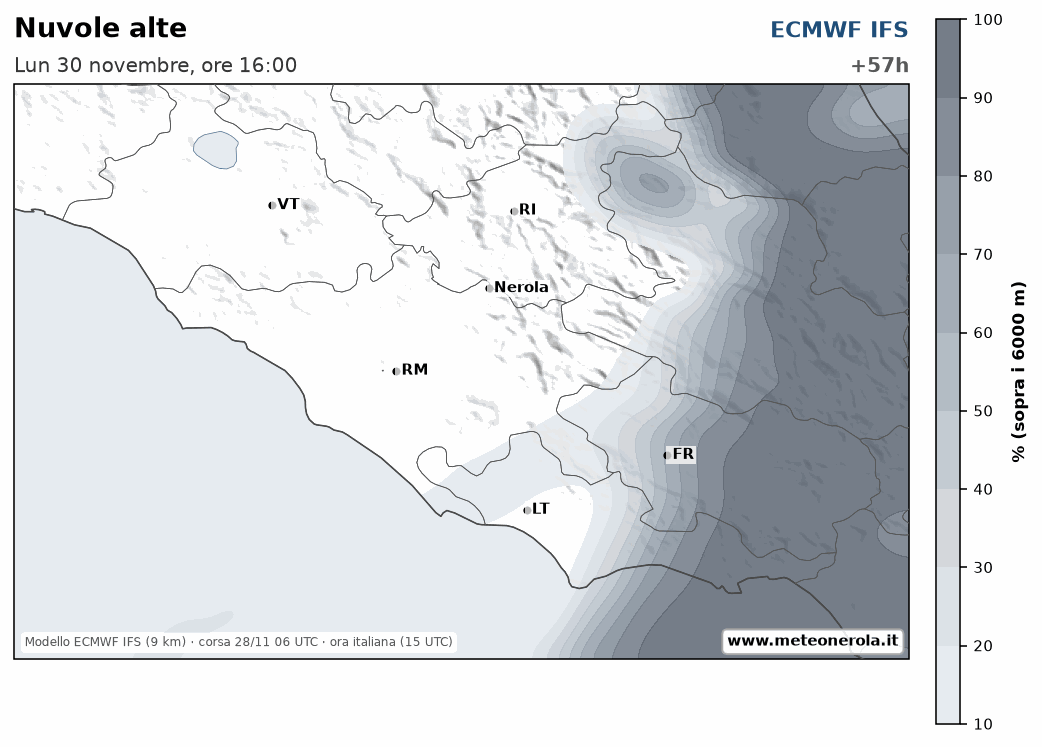 Nuvole alte
ECMWF IFS
Lun 30 novembre, ore 16:00
+57h
100
90
80
70
60
50
40
30
20
10
% (sopra i 6000 m)
VT
RI
Nerola
RM
FR
LT
Modello ECMWF IFS (9 km) · corsa 28/11 06 UTC · ora italiana (15 UTC)
www.meteonerola.it